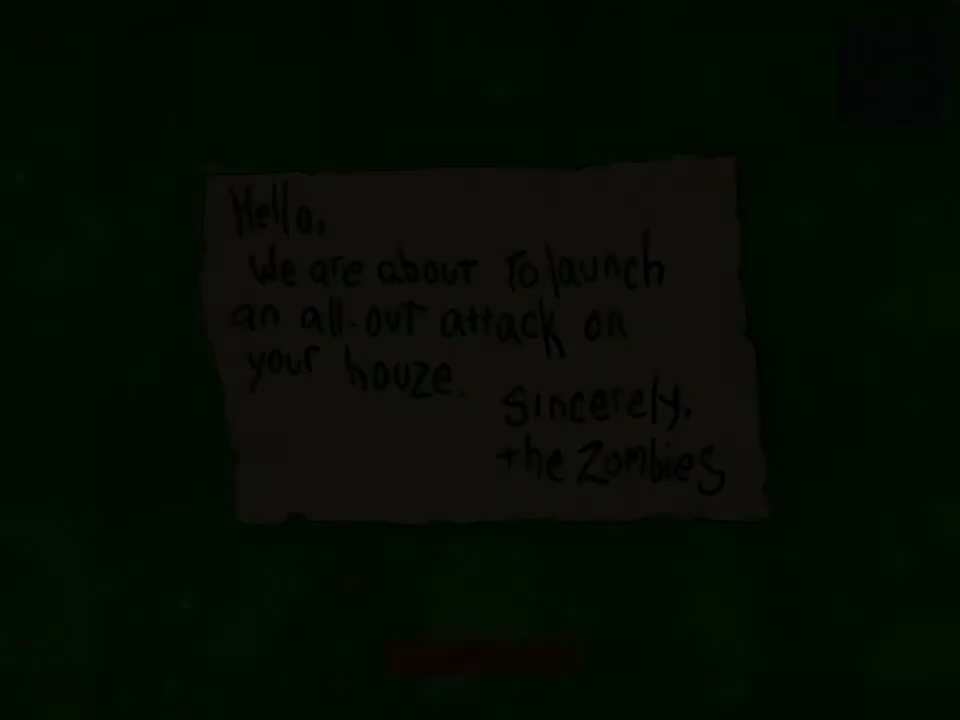 Hello,
We are about to launch
an all-out attack on
your houze.
Sincerely,
the Zombies